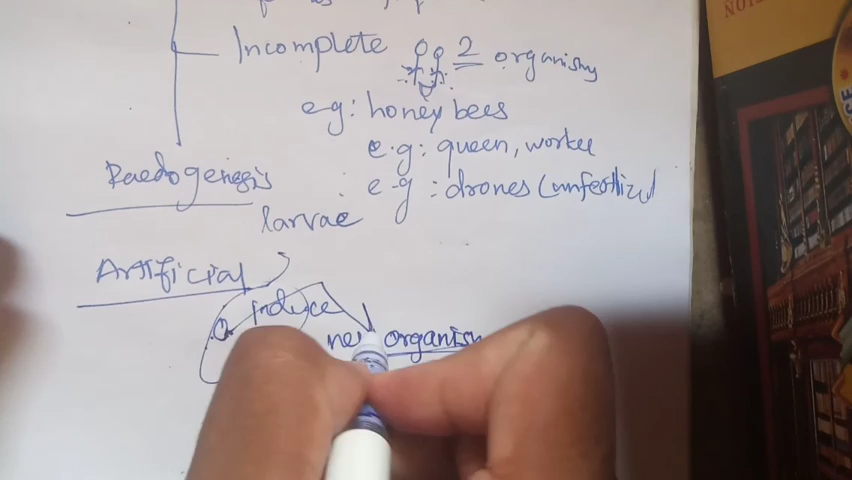 Incomplete 2 organisms
e-g: honey bees
e.g: queen, worker
Paedogenesis
e-g : drones (unfertilized
larvae
Artificial
induce
organism